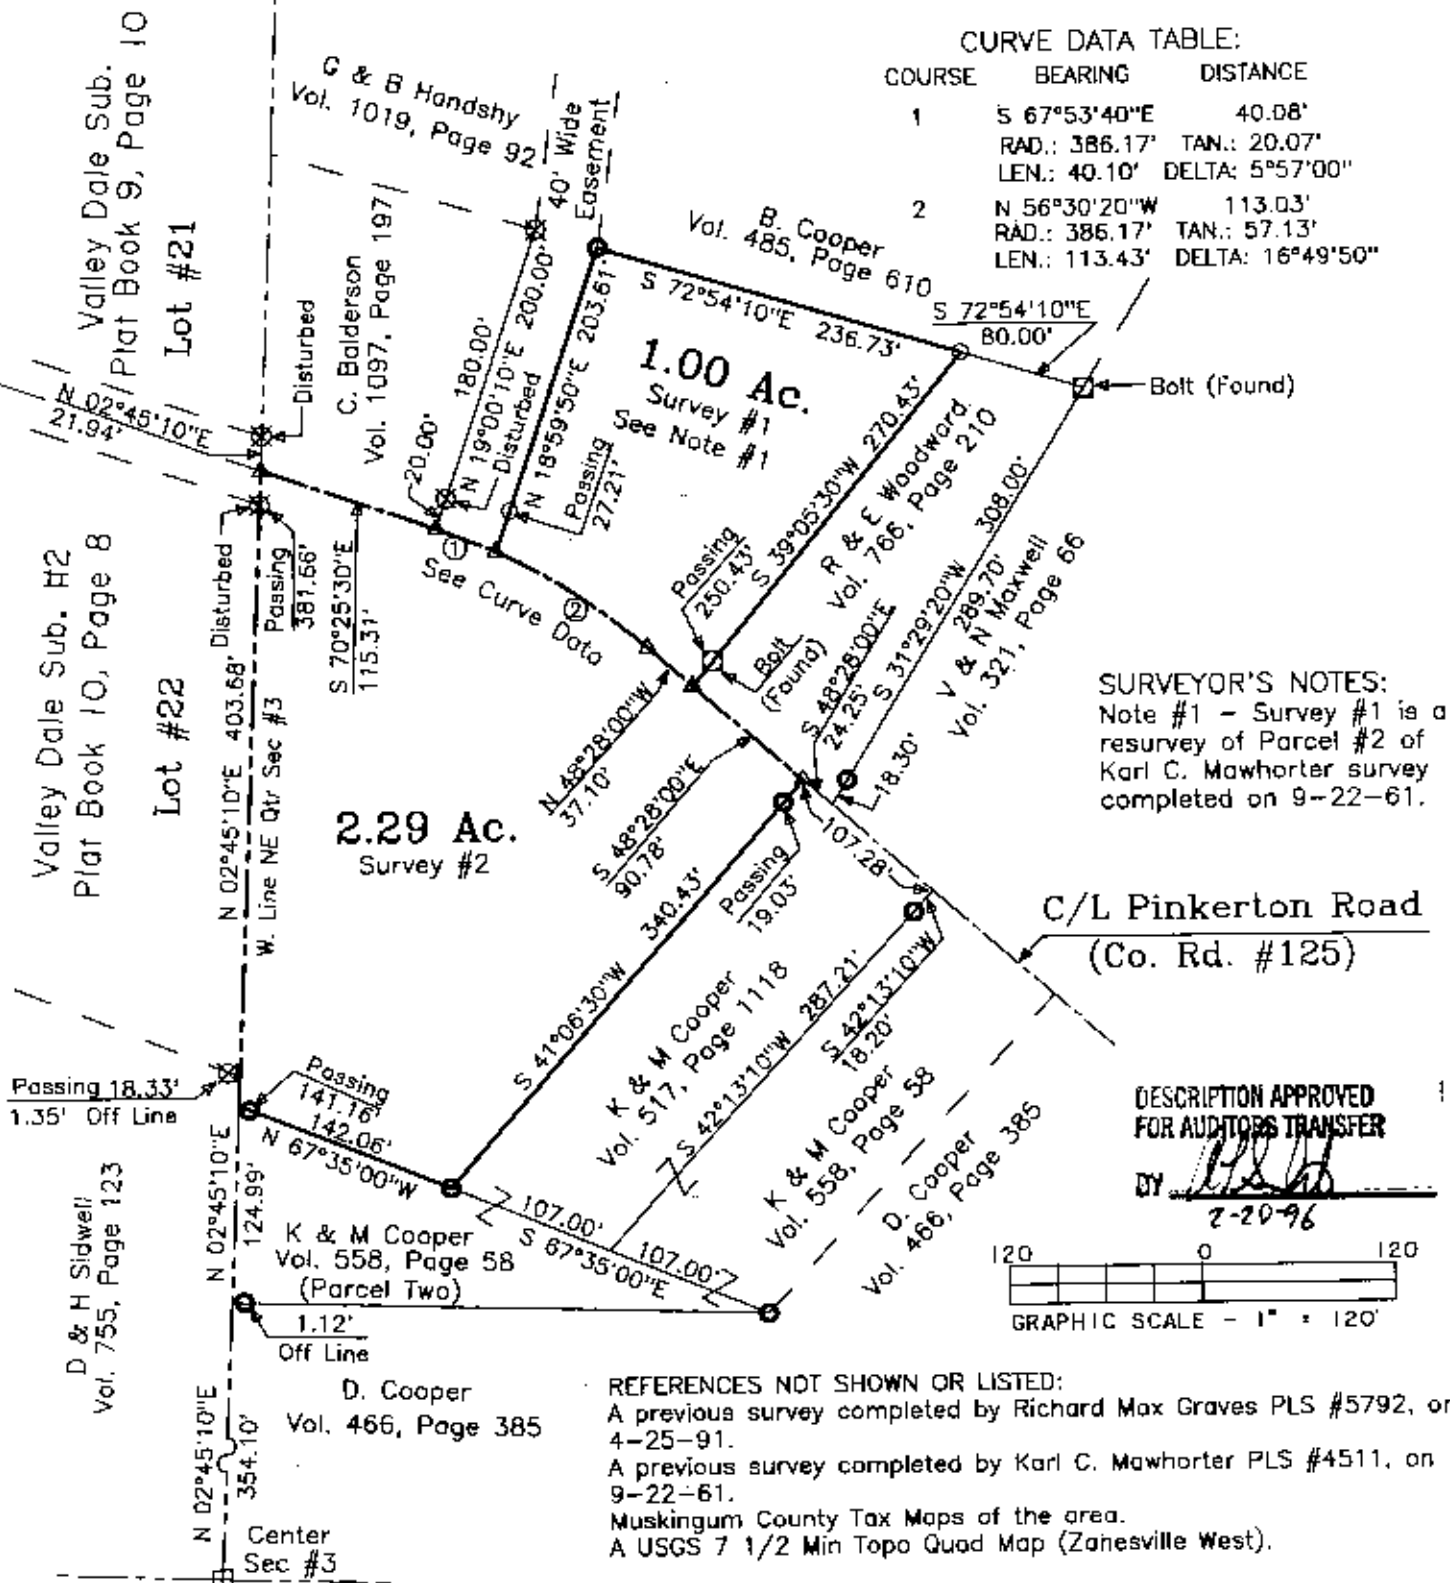 CURVE DATA TABLE:
COURSE BEARING DISTANCE
1 S 67°53'40"E 40.08'
RAD.: 386.17' TAN.: 20.07'
LEN.: 40.10' DELTA: 5°57'00"
2 N 56°30'20"W 113.03'
RAD.: 386.17' TAN.: 57.13'
LEN.: 113.43' DELTA: 16°49'50"
Valley Dale Sub.
Plat Book 9, Page 10
Lot #21
G & B Handshy
Vol. 1019, Page 92
40' Wide
Easement
B. Cooper
Vol. 485, Page 610
S 72°54'10"E 236.73'
S 72°54'10"E
80.00'
Bolt (Found)
N 02°45'10"E
21.94'
Disturbed
C. Balderson
Vol. 1097, Page 197
180.00'
20.00'
N 19°00'10"E 200.00'
Disturbed
N 18°59'50"E 203.61'
Passing
27.21'
1.00 Ac.
Survey #1
See Note #1
S 39°05'30"W 270.43'
Passing
250.43'
R & E Woodword
Vol. 766, Page 210
308.00'
S 31°29'20"W
289.70'
V & N Maxwell
Vol. 321, Page 66
Bolt
(Found)
S 48°28'00"E
24.25'
18.30'
Valley Dale Sub. #2
Plat Book 10, Page 8
Lot #22
Disturbed
Passing
381.56'
S 70°25'30"E
115.31'
1
See Curve Data
2
N 02°45'10"E 403.68'
W. Line NE Qtr Sec #3
N 48°28'00"W
37.10'
S 48°28'00"E
90.78'
2.29 Ac.
Survey #2
SURVEYOR'S NOTES:
Note #1 - Survey #1 is a
resurvey of Parcel #2 of
Karl C. Mawhorter survey
completed on 9-22-61.
107.28'
Passing
19.03'
C/L Pinkerton Road
(Co. Rd. #125)
S 41°06'30"W 340.43'
K & M Cooper
Vol. 517, Page 1118
S 42°13'10"W 287.21'
S 42°13'10"W
18.20'
K & M Cooper
Vol. 558, Page 58
D. Cooper
Vol. 466, Page 385
Passing 18.33'
1.35' Off Line
Passing
141.16'
142.06'
N 67°35'00"W
N 02°45'10"E
124.99'
D & H Sidwell
Vol. 755, Page 123
K & M Cooper
Vol. 558, Page 58
(Parcel Two)
107.00'
S 67°35'00"E
107.00'
1.12'
Off Line
D. Cooper
Vol. 466, Page 385
N 02°45'10"E
354.10'
Center
Sec #3
DESCRIPTION APPROVED
FOR AUDITORS TRANSFER
BY
2-20-96
120 0 120
GRAPHIC SCALE - 1" = 120'
REFERENCES NOT SHOWN OR LISTED:
A previous survey completed by Richard Max Graves PLS #5792, on
4-25-91.
A previous survey completed by Karl C. Mawhorter PLS #4511, on
9-22-61.
Muskingum County Tax Maps of the area.
A USGS 7 1/2 Min Topo Quad Map (Zanesville West).